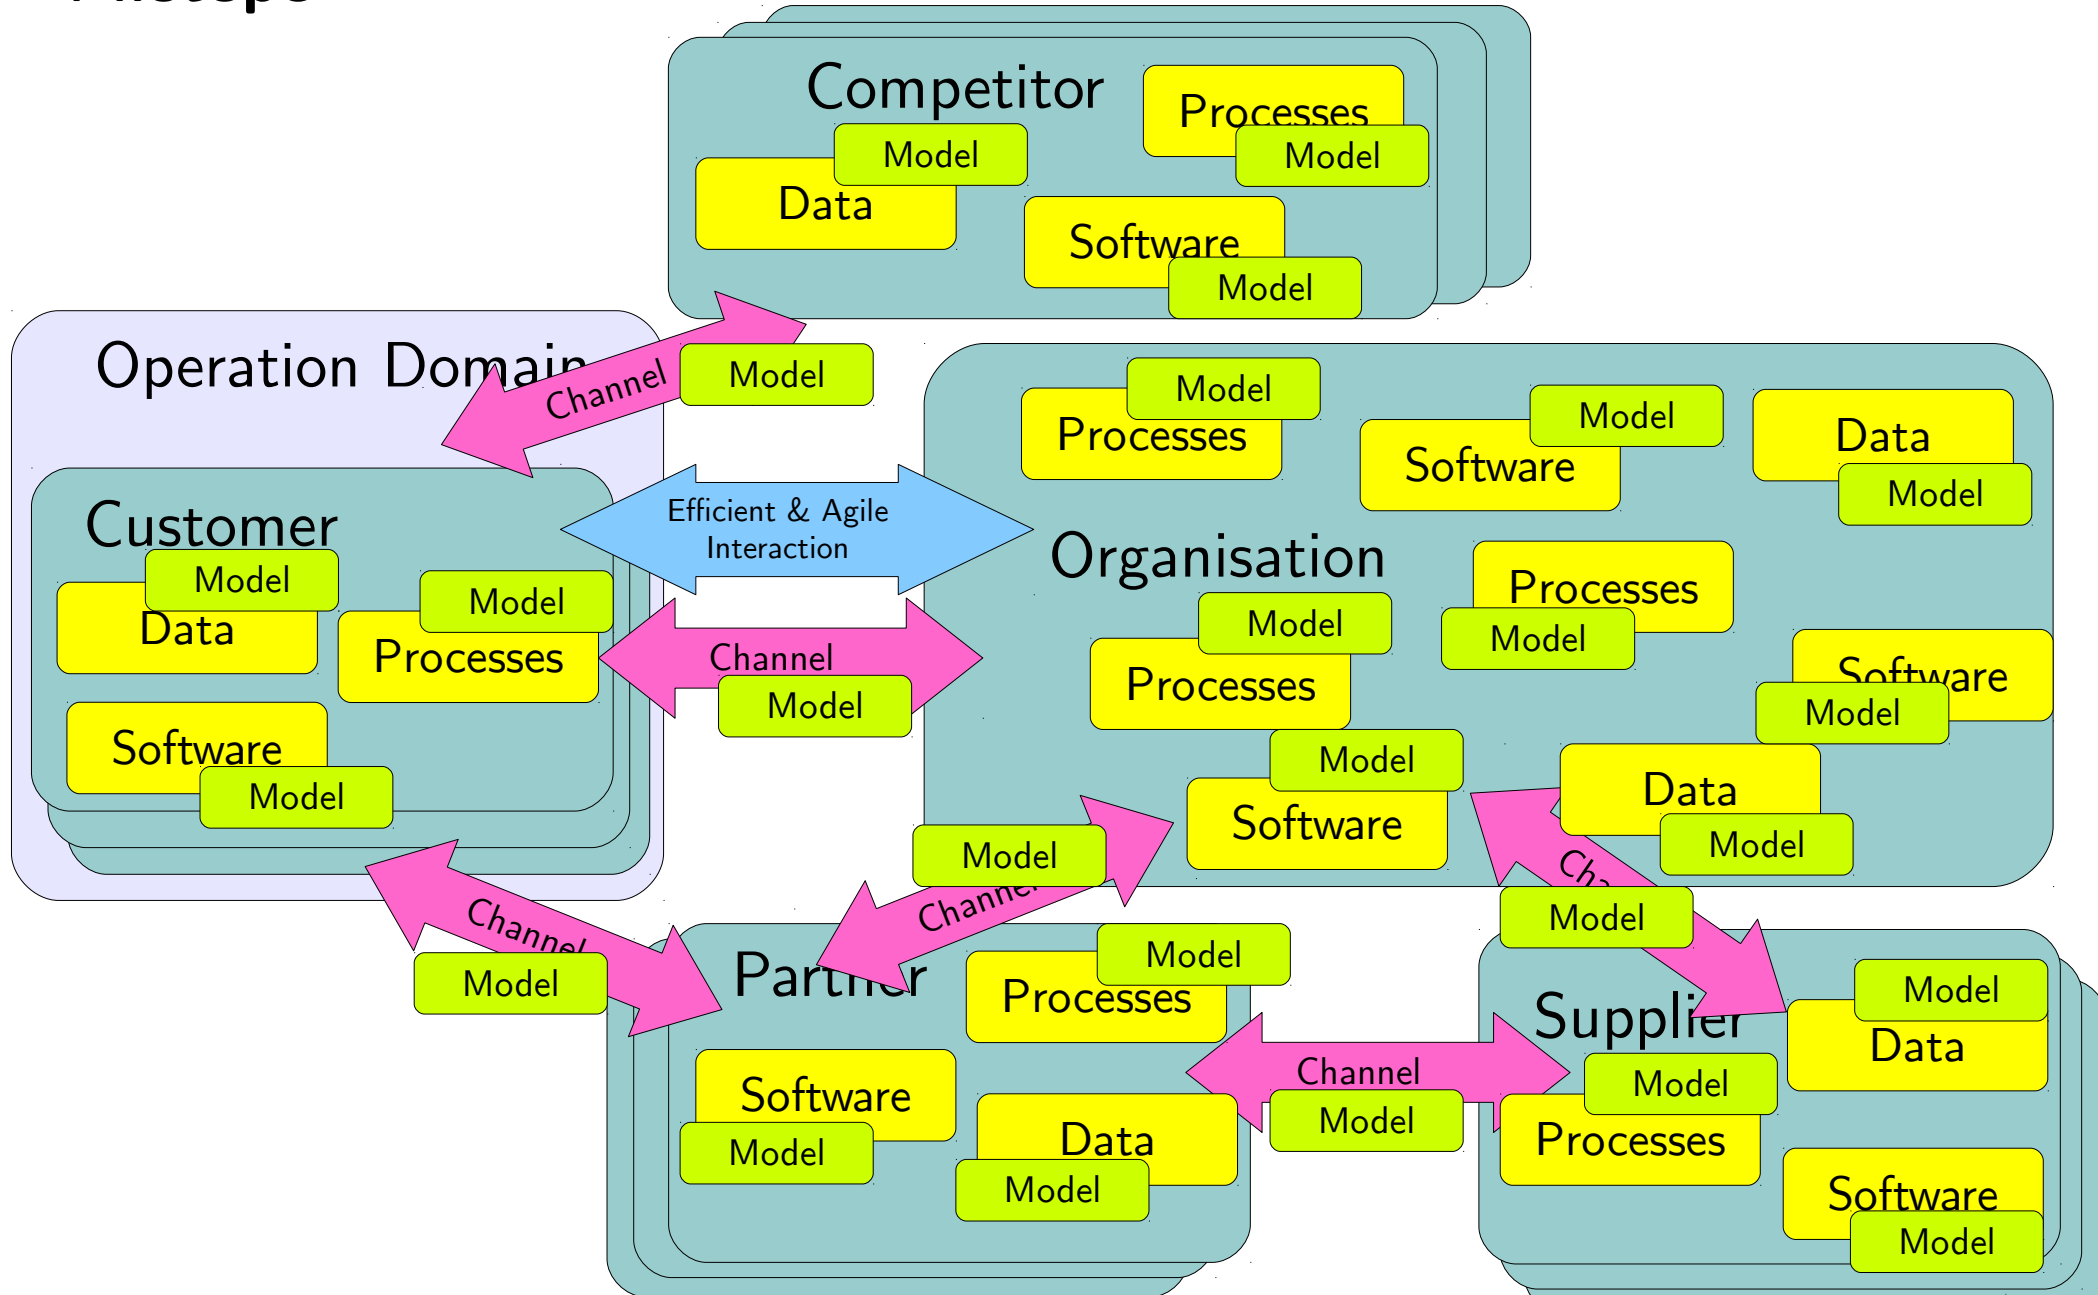 Competitor
Processes
Model
Model
Data
Software
Model
Operation Domain
Channel
Model
Customer
Model
Data
Model
Processes
Software
Model
Efficient & Agile
Interaction
Channel
Model
Organisation
Model
Processes
Model
Software
Data
Model
Processes
Model
Model
Processes
Software
Model
Model
Software
Data
Model
Channel
Model
Model
Channel
Model
Partner
Model
Processes
Software
Model
Data
Model
Channel
Model
Supplier
Model
Data
Model
Processes
Software
Model